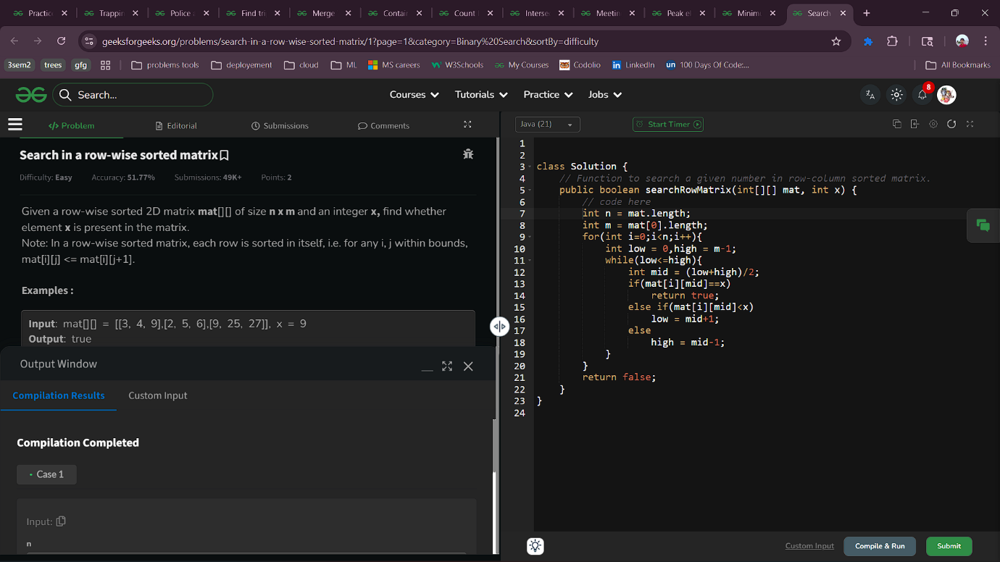 Practic
Trappin
Police
Find tri
Merge
Contain
Count
Interse
Meetin
Peak el
Minim
Search
geeksforgeeks.org/problems/search-in-a-row-wise-sorted-matrix/1?page=1&category=Binary%20Search&sortBy=difficulty
3sem2 trees gfg problems tools deployement cloud ML MS careers W3Schools My Courses Codolio LinkedIn 100 Days Of Code:... All Bookmarks
Search...
Courses Tutorials Practice Jobs
8
Problem Editorial Submissions Comments
Java (21) Start Timer
Search in a row-wise sorted matrix
Difficulty: Easy Accuracy: 51.77% Submissions: 49K+ Points: 2
Given a row-wise sorted 2D matrix mat[][] of size n x m and an integer x, find whether
element x is present in the matrix.
Note: In a row-wise sorted matrix, each row is sorted in itself, i.e. for any i, j within bounds,
mat[i][j] <= mat[i][j+1].
Examples :
Input: mat[][] = [[3, 4, 9],[2, 5, 6],[9, 25, 27]], x = 9
Output: true
Output Window
Compilation Results Custom Input
Compilation Completed
Case 1
Input:
n
1
2
3 class Solution {
4 // Function to search a given number in row-column sorted matrix.
5 public boolean searchRowMatrix(int[][] mat, int x) {
6 // code here
7 int n = mat.length;
8 int m = mat[0].length;
9 for(int i=0;i<n;i++){
10 int low = 0,high = m-1;
11 while(low<=high){
12 int mid = (low+high)/2;
13 if(mat[i][mid]==x)
14 return true;
15 else if(mat[i][mid]<x)
16 low = mid+1;
17 else
18 high = mid-1;
19 }
20 }
21 return false;
22 }
23 }
24
Custom Input Compile & Run Submit